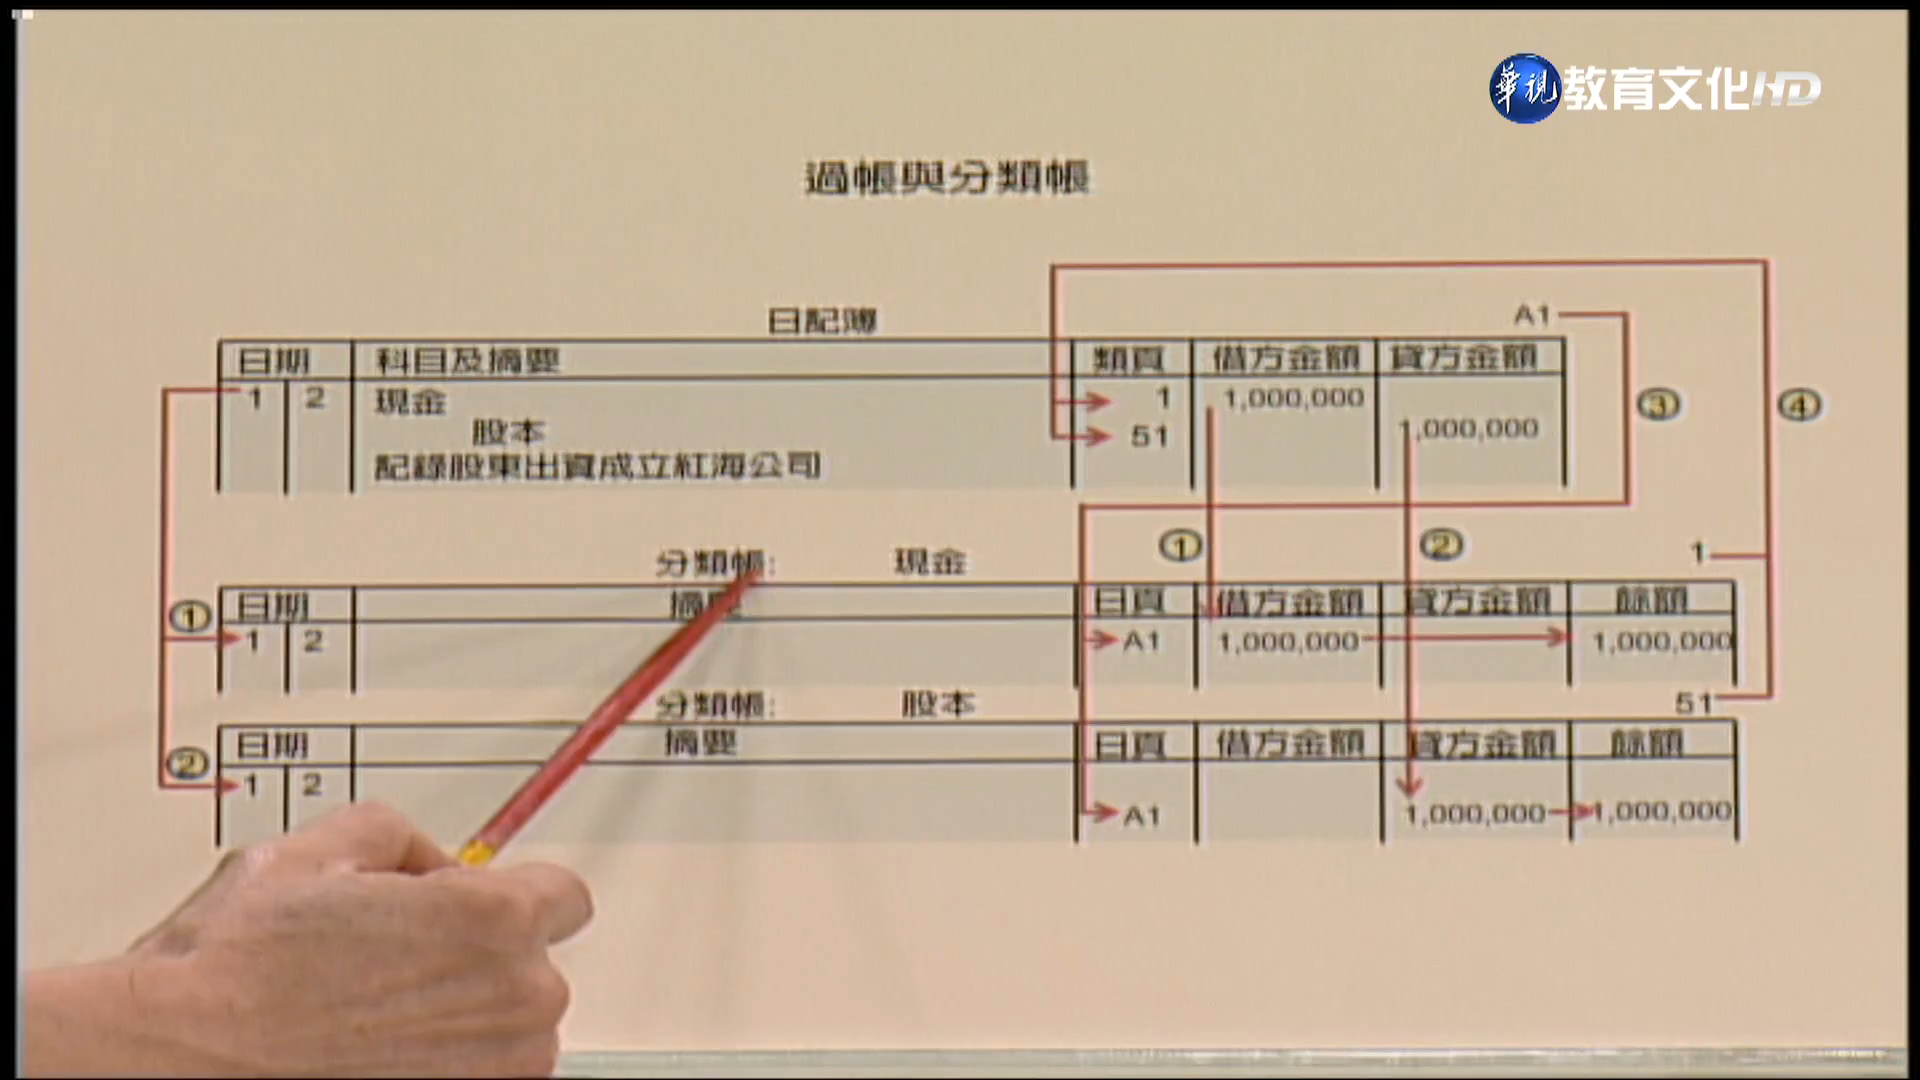 華視 教育文化HD
過帳與分類帳
日記簿 A1
日期 科目及摘要 類頁 借方金額 貸方金額
1 2 現金 1 1,000,000
股本 51 1,000,000
記錄股東出資成立紅海公司
③ ④
① ②
分類帳: 現金 1
日期 摘要 日頁 借方金額 貸方金額 餘額
① 1 2 A1 1,000,000 1,000,000
分類帳: 股本 51
日期 摘要 日頁 借方金額 貸方金額 餘額
② 1 2 A1 1,000,000 1,000,000